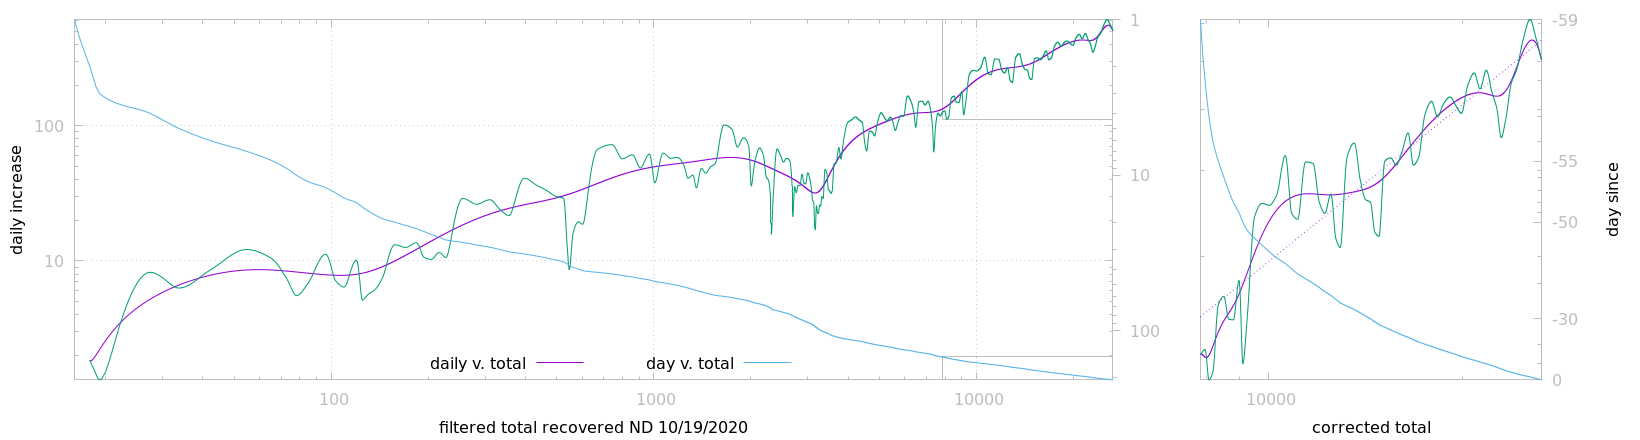 daily increase
100
10
1
10
100
daily v. total
day v. total
100
1000
10000
filtered total recovered ND 10/19/2020
-59
-55
-50
-30
0
day since
10000
corrected total